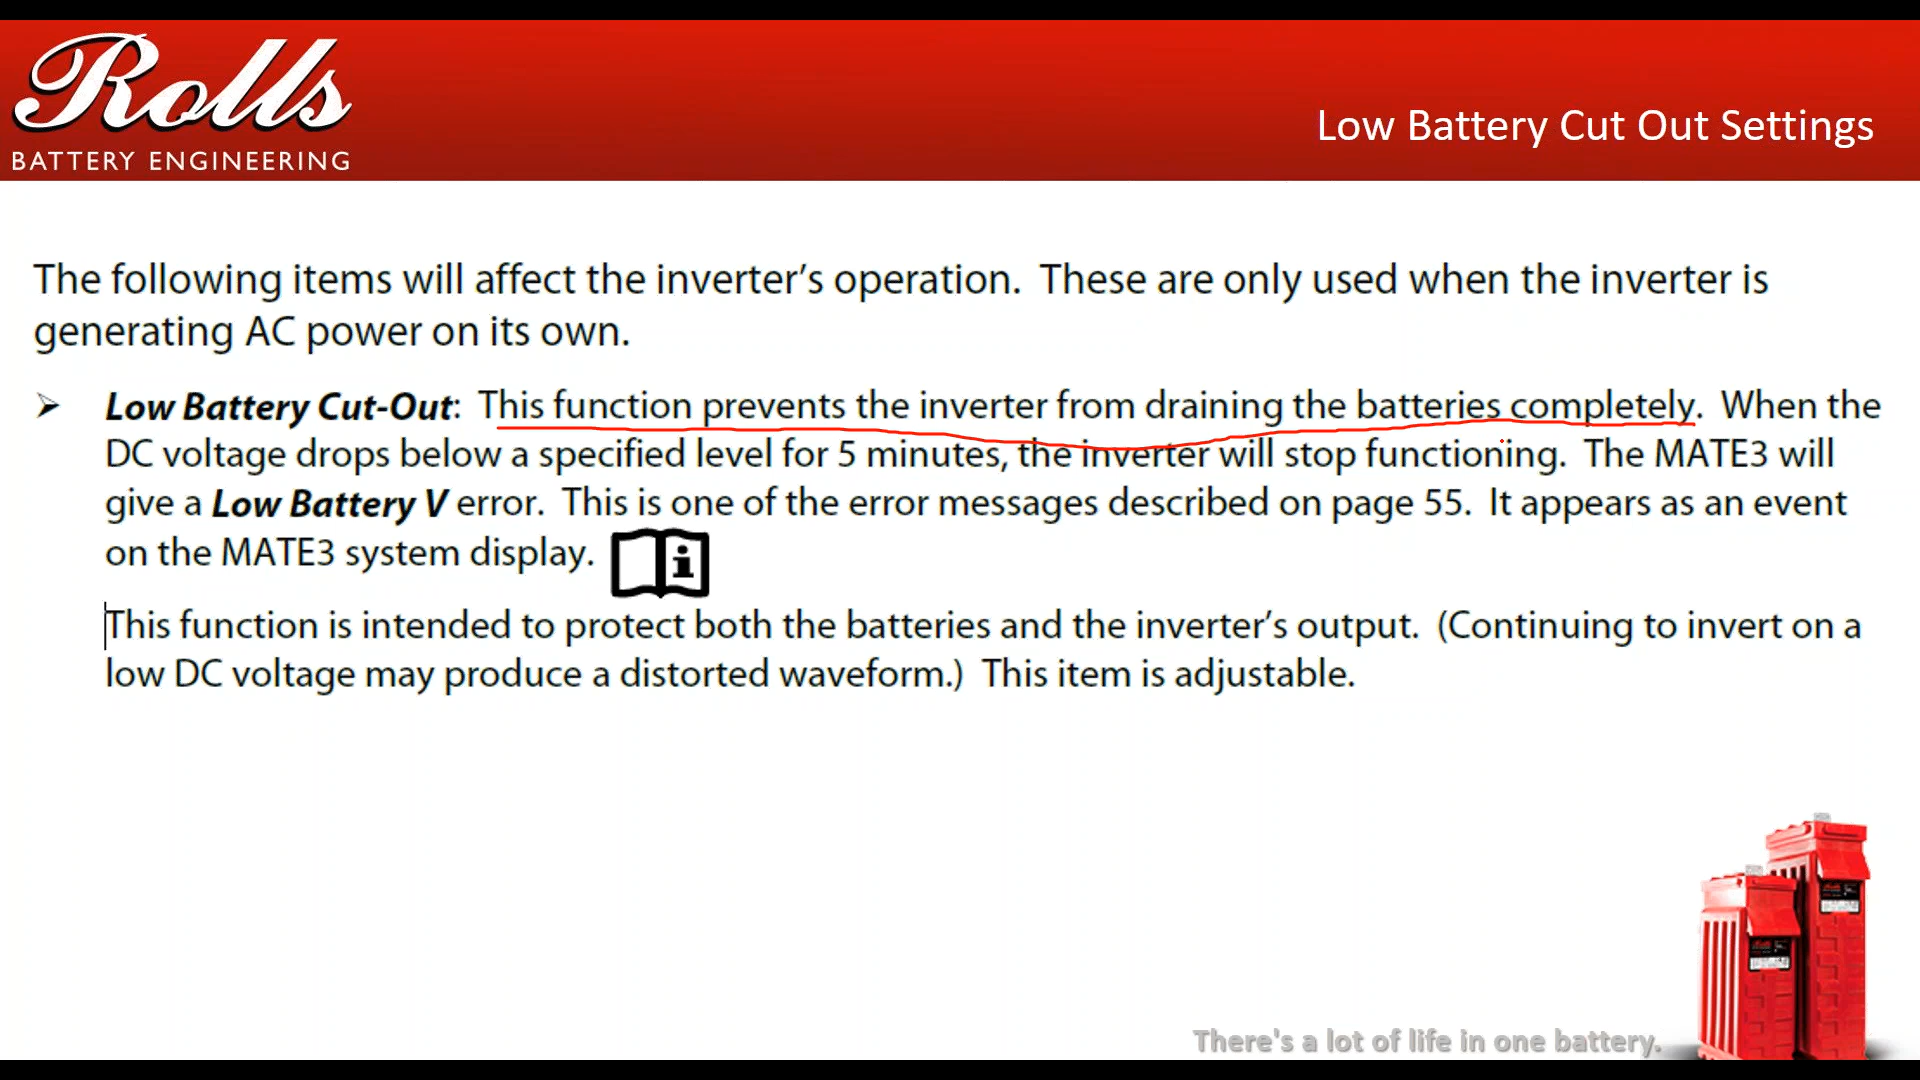 Rolls
BATTERY ENGINEERING
Low Battery Cut Out Settings
The following items will affect the inverter’s operation. These are only used when the inverter is
generating AC power on its own.
➢ Low Battery Cut-Out: This function prevents the inverter from draining the batteries completely. When the
DC voltage drops below a specified level for 5 minutes, the inverter will stop functioning. The MATE3 will
give a Low Battery V error. This is one of the error messages described on page 55. It appears as an event
on the MATE3 system display.
This function is intended to protect both the batteries and the inverter’s output. (Continuing to invert on a
low DC voltage may produce a distorted waveform.) This item is adjustable.
There's a lot of life in one battery.